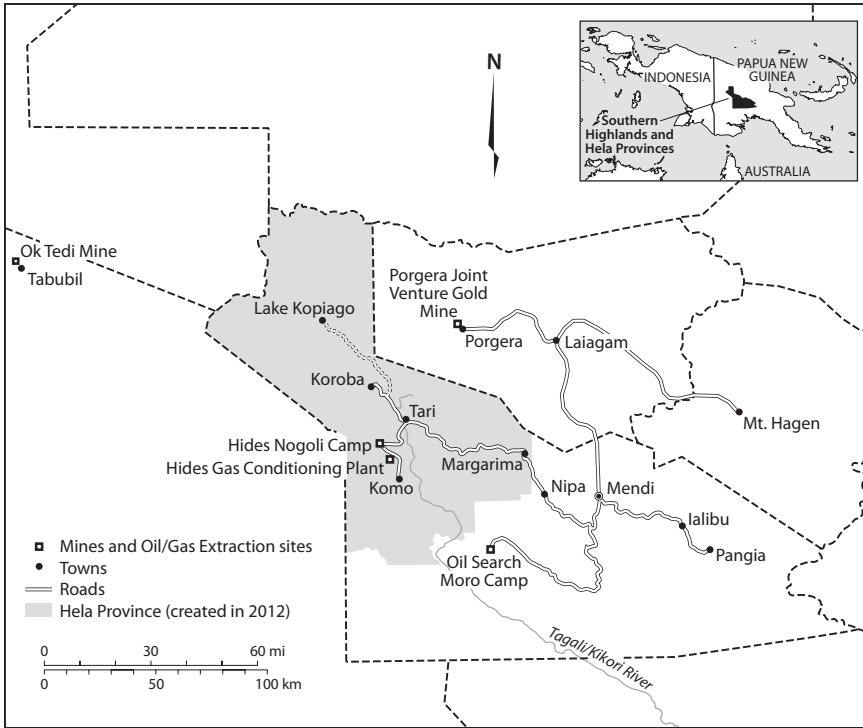 N
INDONESIA
PAPUA NEW
GUINEA
Southern
Highlands and
Hela Provinces
AUSTRALIA
Ok Tedi Mine
Tabubil
Porgera Joint
Venture Gold
Mine
Lake Kopiago
Porgera
Laiagam
Koroba
Tari
Mt. Hagen
Hides Nogoli Camp
Hides Gas Conditioning Plant
Margarima
Komo
Nipa
Mendi
Ialibu
Pangia
Oil Search
Moro Camp
Mines and Oil/Gas Extraction sites
Towns
Roads
Hela Province (created in 2012)
Tagali/Kikori River
0 30 60 mi
0 50 100 km